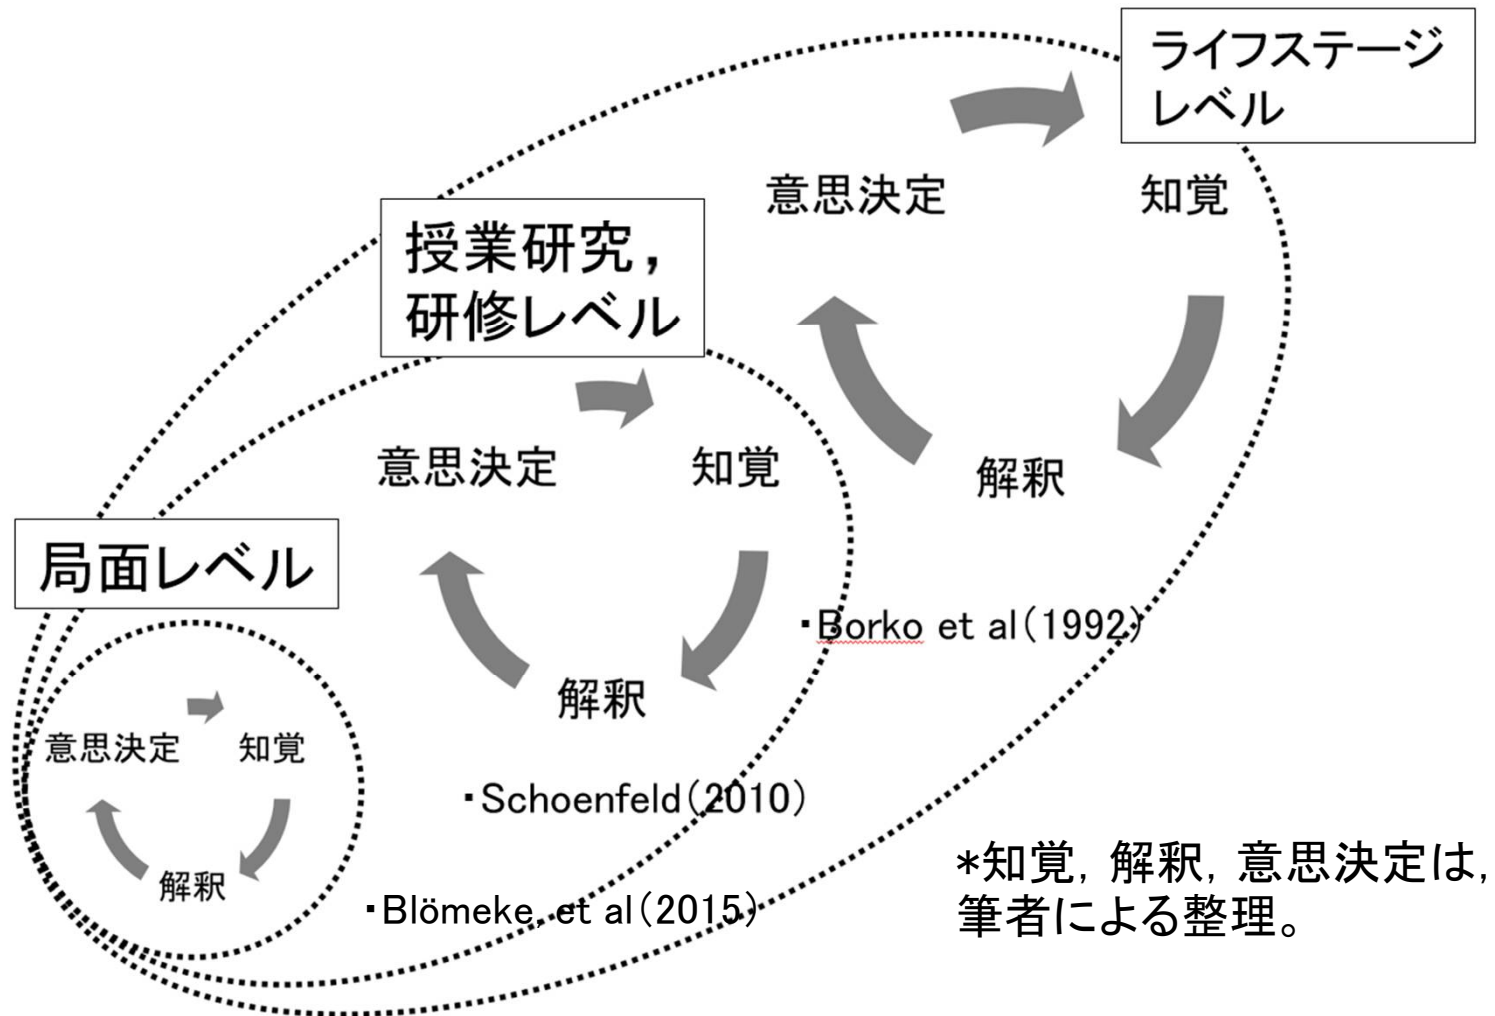 ライフステージ
レベル
意思決定
知覚
解釈
授業研究，
研修レベル
意思決定
知覚
解釈
・Borko et al（1992）
局面レベル
意思決定
知覚
解釈
・Schoenfeld（2010）
・Blömeke, et al（2015）
*知覚，解釈，意思決定は，
筆者による整理。